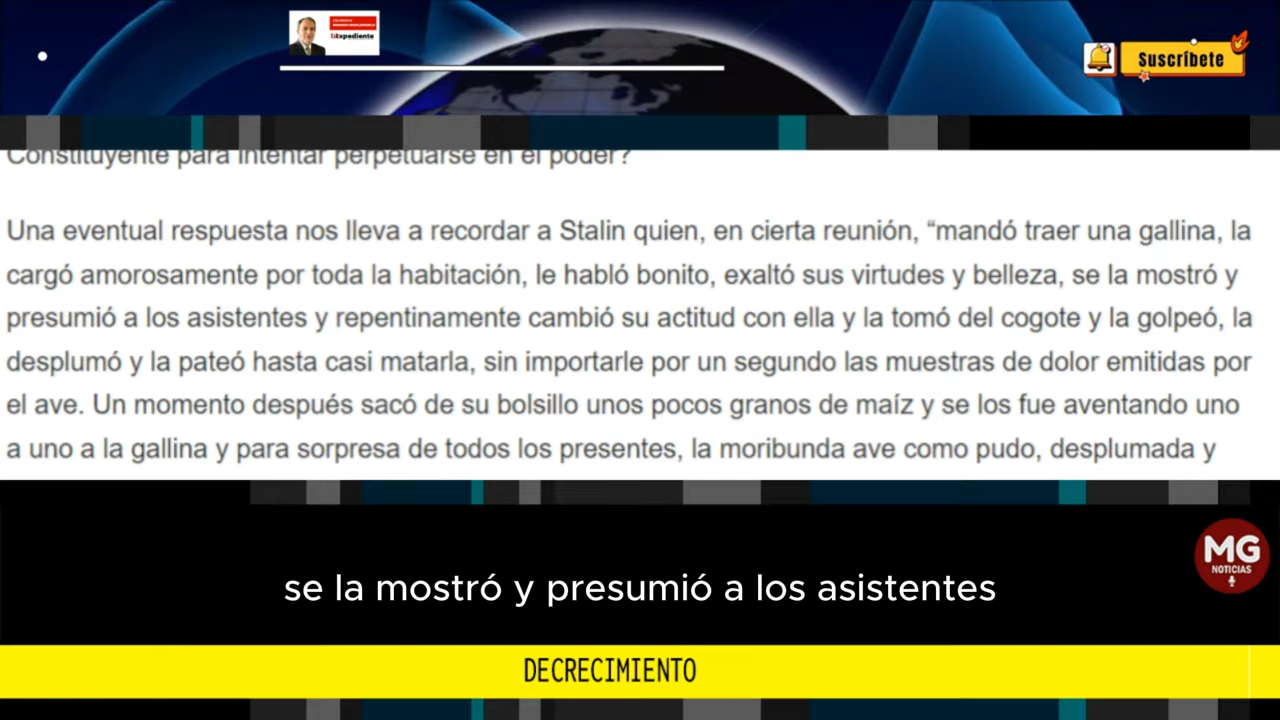 IAExpediente
Suscríbete
Constituyente para intentar perpetuarse en el poder?
Una eventual respuesta nos lleva a recordar a Stalin quien, en cierta reunión, “mandó traer una gallina, la
cargó amorosamente por toda la habitación, le habló bonito, exaltó sus virtudes y belleza, se la mostró y
presumió a los asistentes y repentinamente cambió su actitud con ella y la tomó del cogote y la golpeó, la
desplumó y la pateó hasta casi matarla, sin importarle por un segundo las muestras de dolor emitidas por
el ave. Un momento después sacó de su bolsillo unos pocos granos de maíz y se los fue aventando uno
a uno a la gallina y para sorpresa de todos los presentes, la moribunda ave como pudo, desplumada y
MG
NOTICIAS
se la mostró y presumió a los asistentes
DECRECIMIENTO